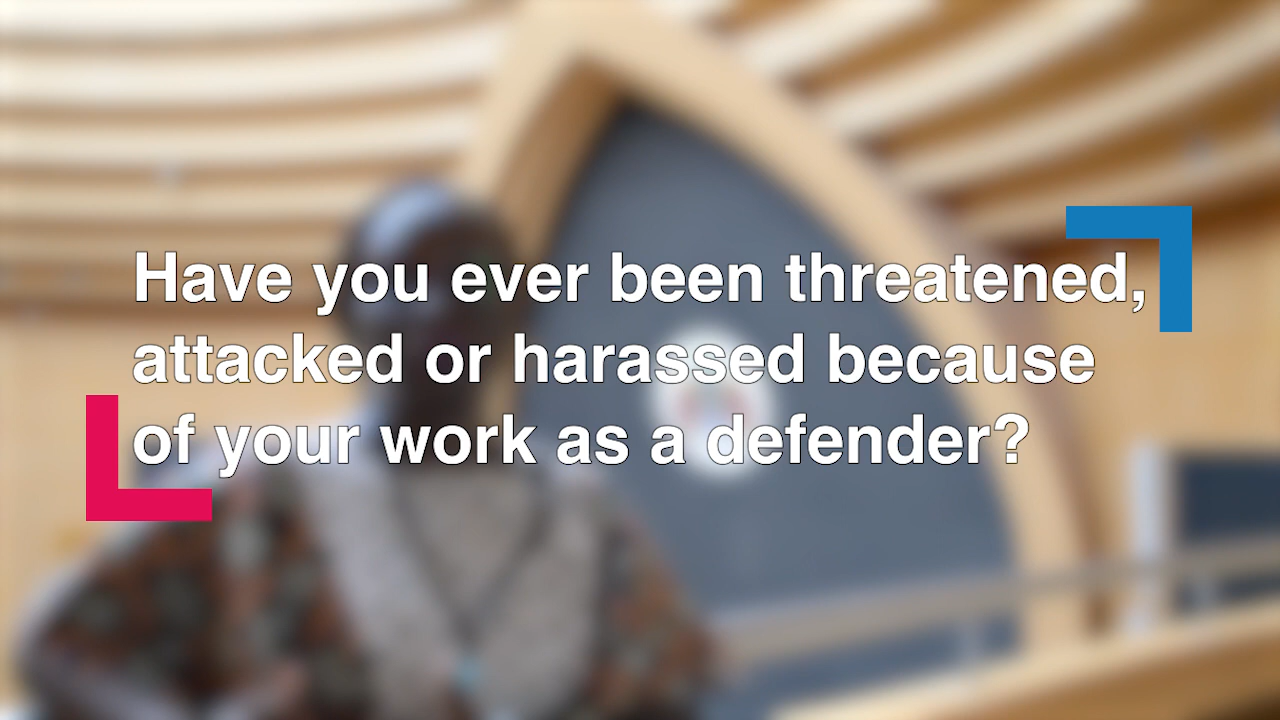 Have you ever been threatened,
attacked or harassed because
of your work as a defender?